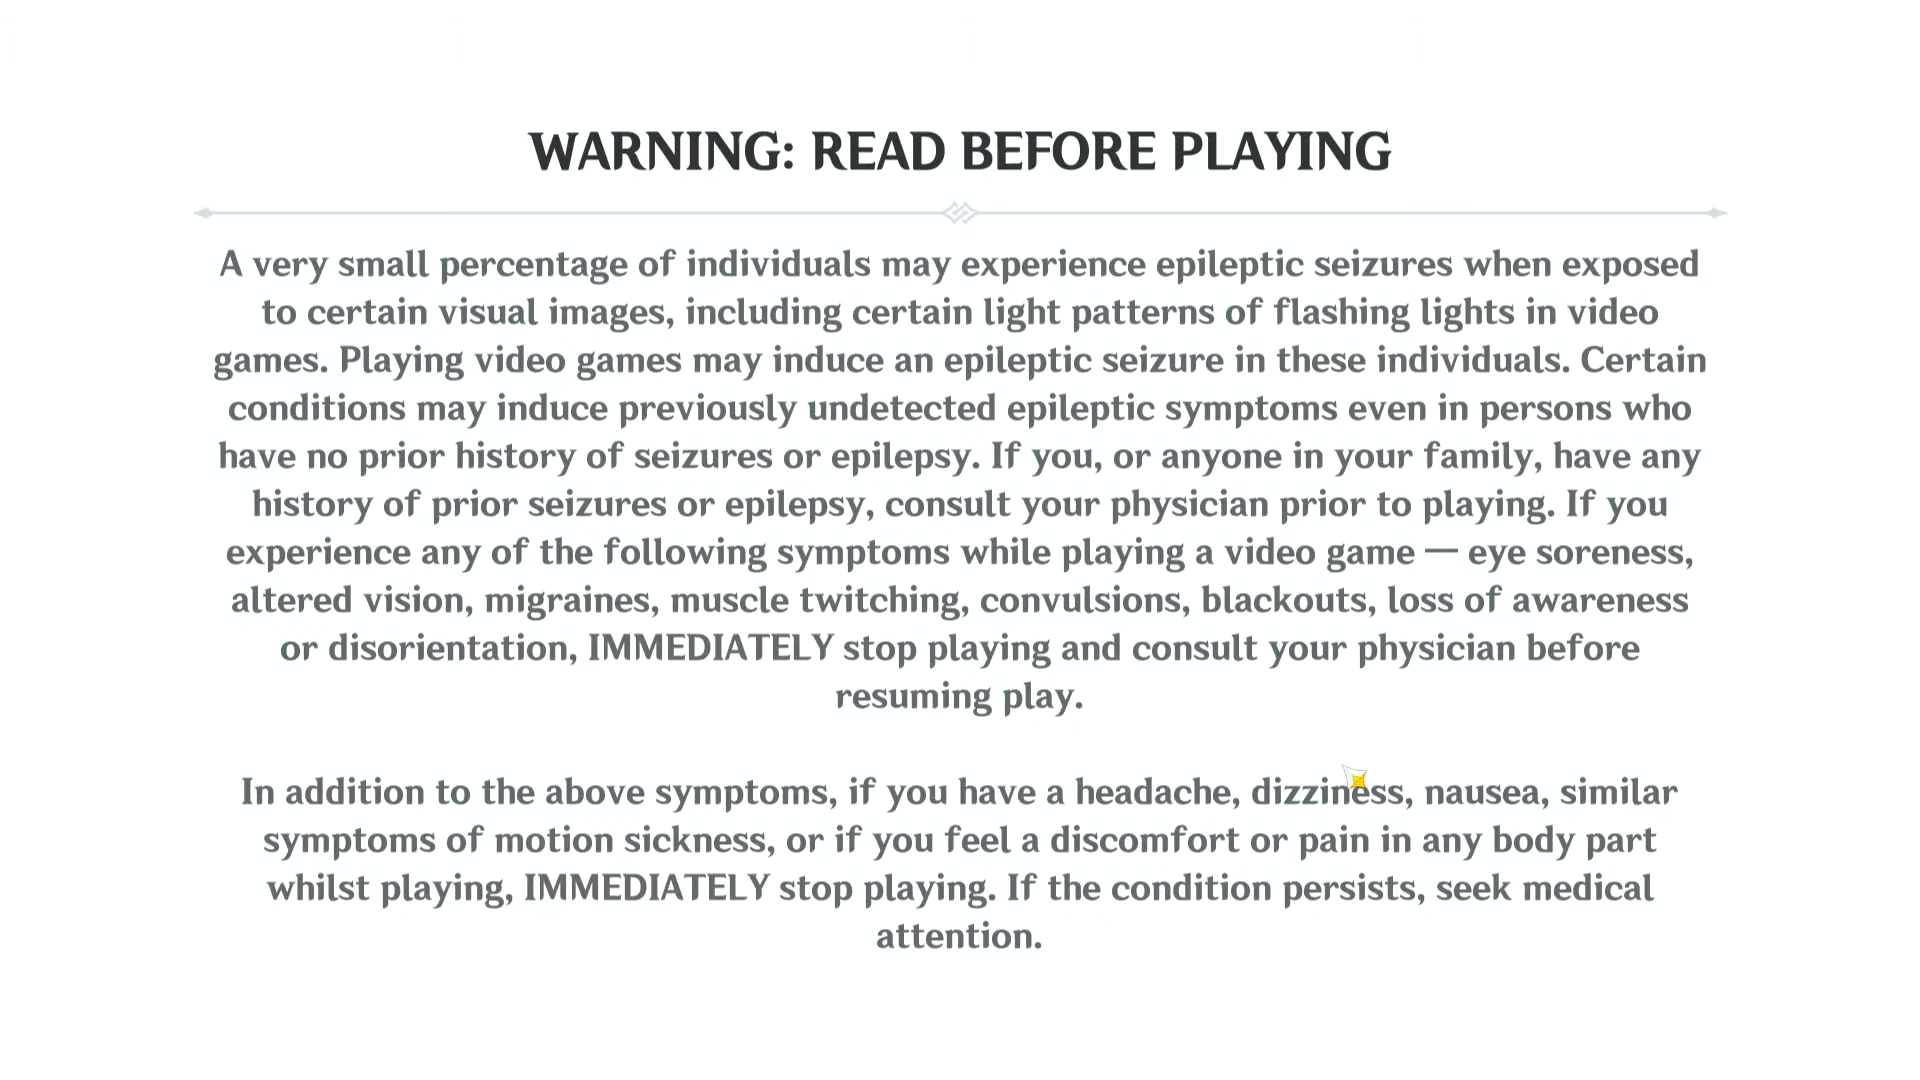 WARNING: READ BEFORE PLAYING
A very small percentage of individuals may experience epileptic seizures when exposed
to certain visual images, including certain light patterns of flashing lights in video
games. Playing video games may induce an epileptic seizure in these individuals. Certain
conditions may induce previously undetected epileptic symptoms even in persons who
have no prior history of seizures or epilepsy. If you, or anyone in your family, have any
history of prior seizures or epilepsy, consult your physician prior to playing. If you
experience any of the following symptoms while playing a video game — eye soreness,
altered vision, migraines, muscle twitching, convulsions, blackouts, loss of awareness
or disorientation, IMMEDIATELY stop playing and consult your physician before
resuming play.
In addition to the above symptoms, if you have a headache, dizziness, nausea, similar
symptoms of motion sickness, or if you feel a discomfort or pain in any body part
whilst playing, IMMEDIATELY stop playing. If the condition persists, seek medical
attention.